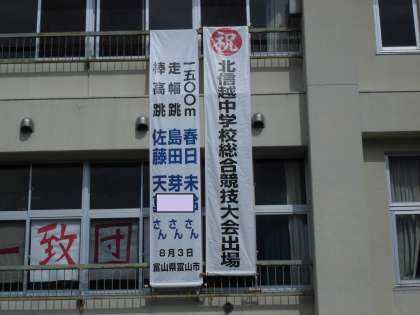 祝
北信越中学校総合競技大会出場
一五〇〇m 春日未 さん
走幅跳 島田芽 さん
棒高跳 佐藤天 さん
8月3日
富山県富山市
一致団